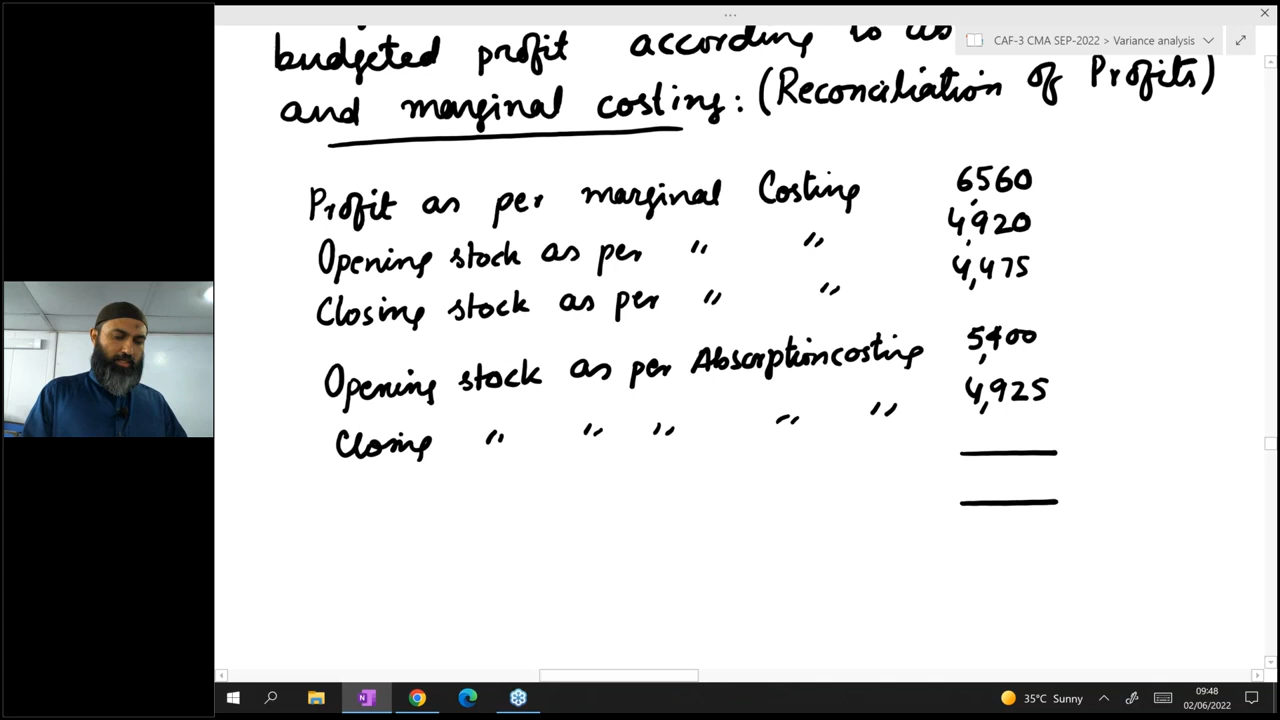 CAF-3 CMA SEP-2022 > Variance analysis
budgeted profit according to
and marginal costing: (Reconciliation of Profits)
Profit as per marginal Costing 6,560
Opening stock as per " " 4,920
Closing stock as per " " 4,475
Opening stock as per Absorption costing 5,400
Closing " " " " " 4,925
35°C Sunny
09:48
02/06/2022